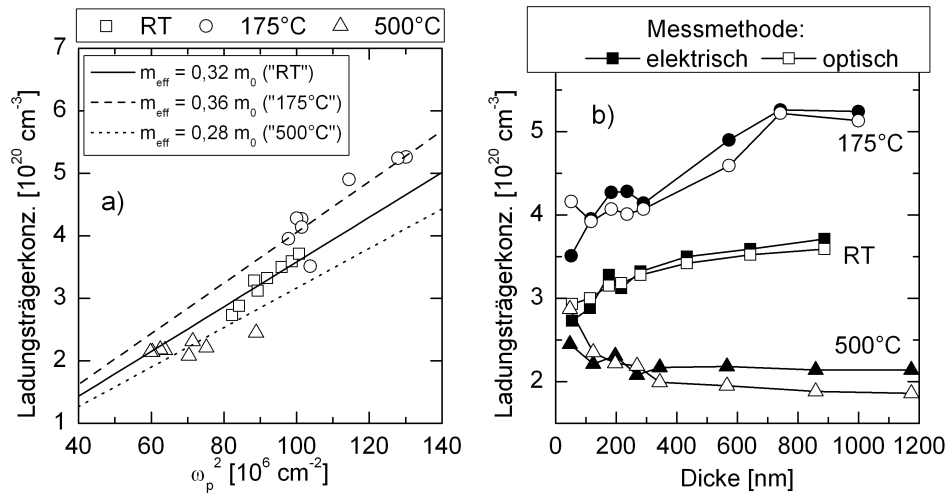 RT 175°C 500°C
m_eff = 0,32 m_0 ("RT")
m_eff = 0,36 m_0 ("175°C")
m_eff = 0,28 m_0 ("500°C")
a)
7
6
5
4
3
2
1
40 60 80 100 120 140
Ladungsträgerkonz. [10^20 cm^-3]
ω_p^2 [10^6 cm^-2]
Messmethode:
elektrisch optisch
b)
175°C
RT
500°C
5
4
3
2
0 200 400 600 800 1000 1200
Ladungsträgerkonz. [10^20 cm^-3]
Dicke [nm]